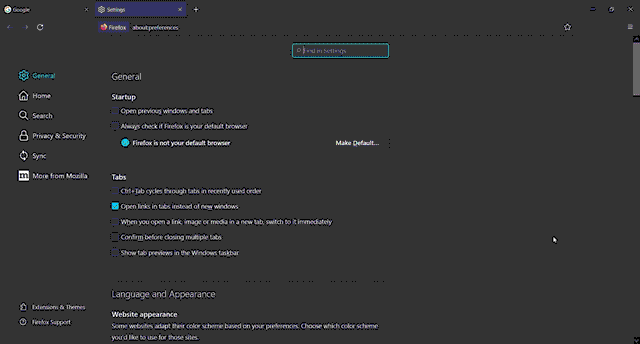 Google
Settings
Firefox about:preferences
Find in Settings
General
Home
Search
Privacy & Security
Sync
More from Mozilla
General
Startup
Open previous windows and tabs
Always check if Firefox is your default browser
Firefox is not your default browser
Make Default...
Tabs
Ctrl+Tab cycles through tabs in recently used order
Open links in tabs instead of new windows
When you open a link, image or media in a new tab, switch to it immediately
Confirm before closing multiple tabs
Show tab previews in the Windows taskbar
Language and Appearance
Website appearance
Some websites adapt their color scheme based on your preferences. Choose which color scheme
you'd like to use for those sites.
Extensions & Themes
Firefox Support